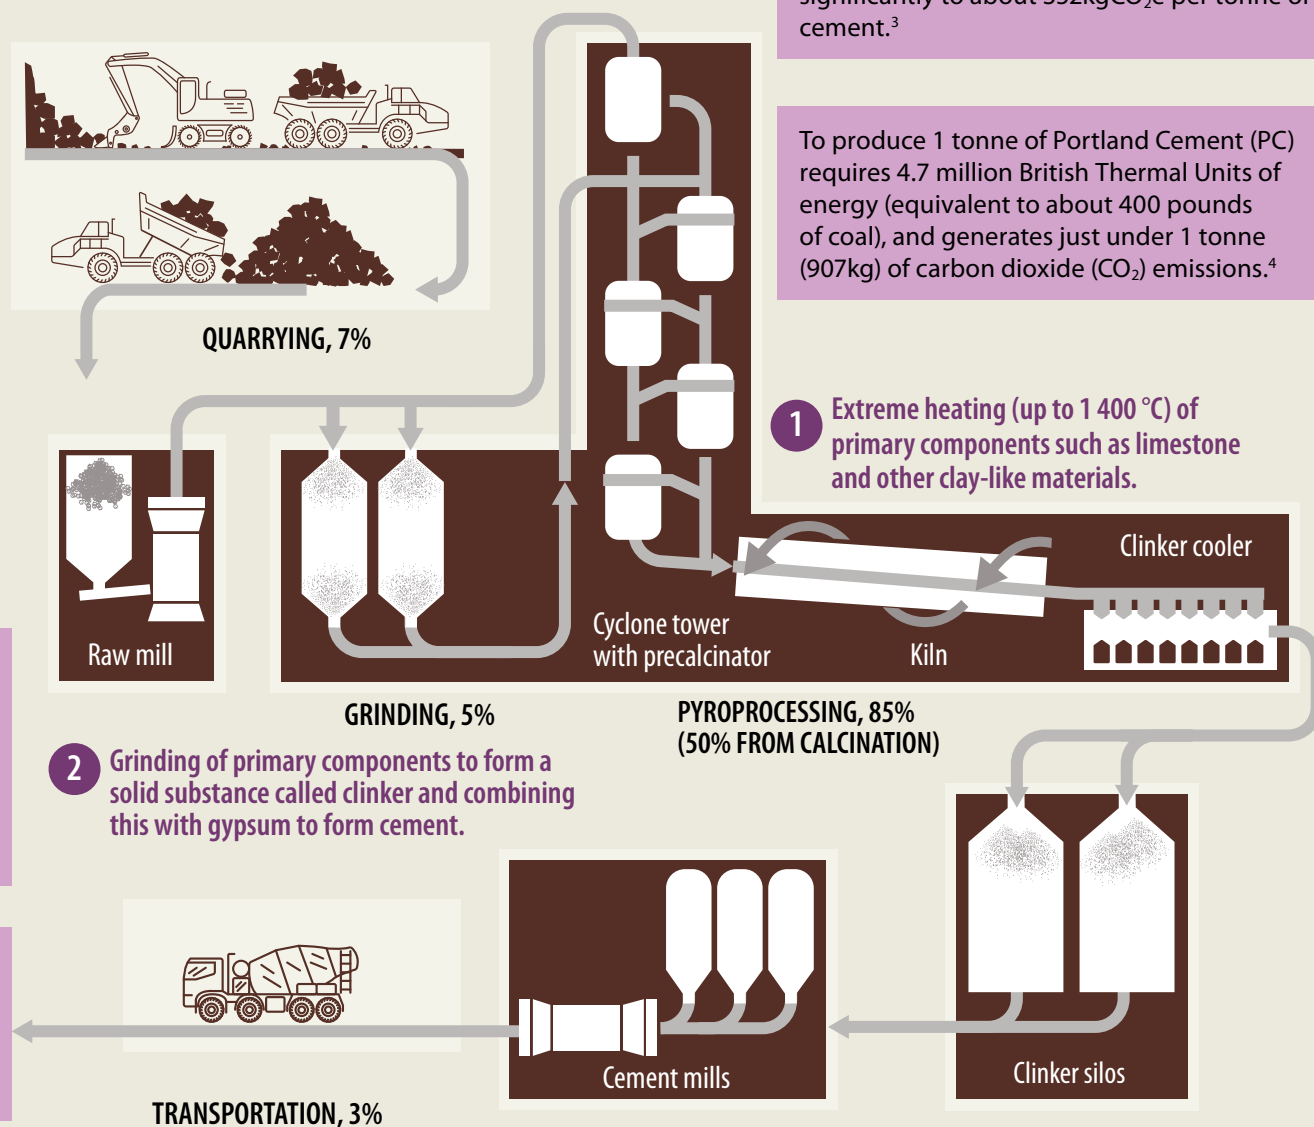 cement.³
To produce 1 tonne of Portland Cement (PC)
requires 4.7 million British Thermal Units of
energy (equivalent to about 400 pounds
of coal), and generates just under 1 tonne
(907kg) of carbon dioxide (CO₂) emissions.⁴
QUARRYING, 7%
1 Extreme heating (up to 1 400 °C) of
primary components such as limestone
and other clay-like materials.
Clinker cooler
Raw mill
Cyclone tower
with precalcinator
Kiln
GRINDING, 5%
PYROPROCESSING, 85%
(50% FROM CALCINATION)
2 Grinding of primary components to form a
solid substance called clinker and combining
this with gypsum to form cement.
Cement mills
Clinker silos
TRANSPORTATION, 3%